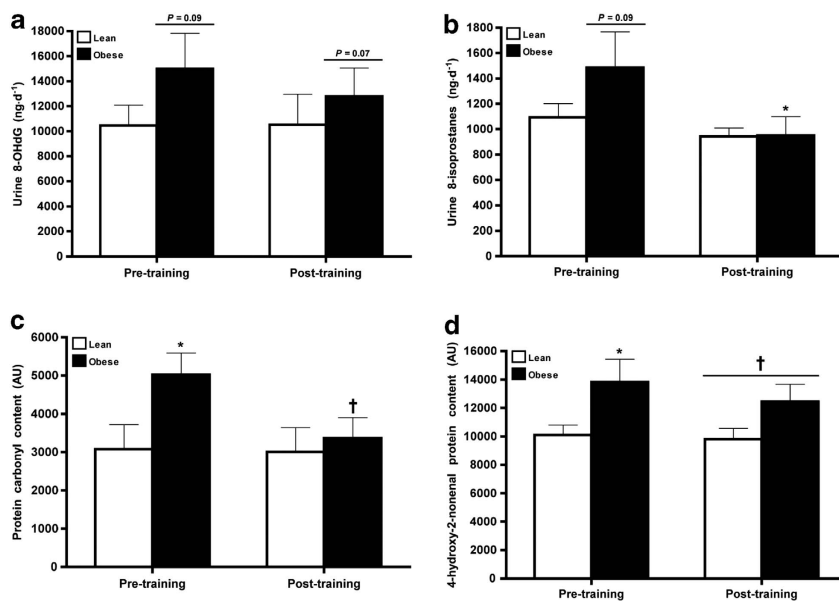 a
P = 0.09
Lean
Obese
P = 0.07
18000
16000
14000
12000
10000
8000
6000
4000
2000
0
Urine 8-OHdG (ng·d⁻¹)
Pre-training
Post-training
b
P = 0.09
Lean
Obese
*
1800
1600
1400
1200
1000
800
600
400
200
0
Urine 8-isoprostanes (ng·d⁻¹)
Pre-training
Post-training
c
Lean
Obese
*
†
6000
5000
4000
3000
2000
1000
0
Protein carbonyl content (AU)
Pre-training
Post-training
d
Lean
Obese
*
†
16000
14000
12000
10000
8000
6000
4000
2000
0
4-hydroxy-2-nonenal protein content (AU)
Pre-training
Post-training